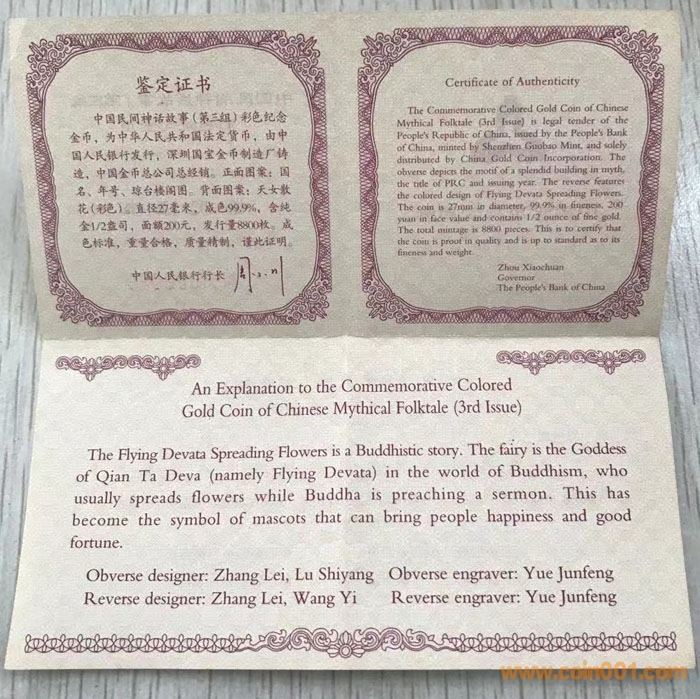 鉴定证书
中国民间神话故事（第三组）彩色纪念
金币，为中华人民共和国法定货币，由中
国人民银行发行，深圳国宝金币制造厂铸
造，中国金币总公司总经销。正面图案：国
名、年号、琼台楼阁图。背面图案：天女散
花（彩色）。直径27毫米，成色99.9%，含纯
金1/2盎司，面额200元，发行量8800枚。成
色标准，重量合格，质量精制，谨此证明。
中国人民银行行长 周小川
Certificate of Authenticity
The Commemorative Colored Gold Coin of Chinese
Mythical Folktale (3rd Issue) is legal tender of the
People's Republic of China, issued by the People's Bank
of China, minted by Shenzhen Guobao Mint, and solely
distributed by China Gold Coin Incorporation. The
obverse depicts the motif of a splendid building in myth,
the title of PRC and issuing year. The reverse features
the colored design of Flying Devata Spreading Flowers.
The coin is 27mm in diameter, 99.9% in fineness, 200
yuan in face value and contains 1/2 ounce of fine gold.
The total mintage is 8800 pieces. This is to certify that
the coin is proof in quality and is up to standard as to its
fineness and weight.
Zhou Xiaochuan
Governor
The People's Bank of China
An Explanation to the Commemorative Colored
Gold Coin of Chinese Mythical Folktale (3rd Issue)
The Flying Devata Spreading Flowers is a Buddhistic story. The fairy is the Goddess
of Qian Ta Deva (namely Flying Devata) in the world of Buddhism, who
usually spreads flowers while Buddha is preaching a sermon. This has
become the symbol of mascots that can bring people happiness and good
fortune.
Obverse designer: Zhang Lei, Lu Shiyang Obverse engraver: Yue Junfeng
Reverse designer: Zhang Lei, Wang Yi Reverse engraver: Yue Junfeng
www.coin001.com